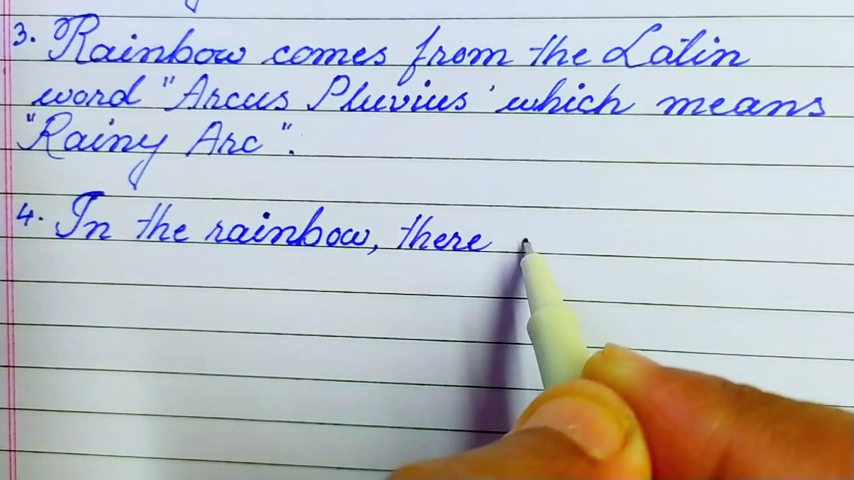 3. Rainbow comes from the Latin
word "Arcus Pluvius' which means
"Rainy Arc".
4. In the rainbow, there